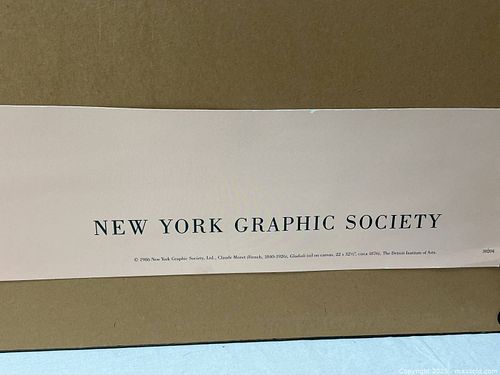 NEW YORK GRAPHIC SOCIETY
© 1986 New York Graphic Society, Ltd., Claude Monet (French, 1840-1926), Gladioli (oil on canvas, 22 x 32½", circa 1876), The Detroit Institute of Arts.
30204
Copyright 2025 - maxsold.com